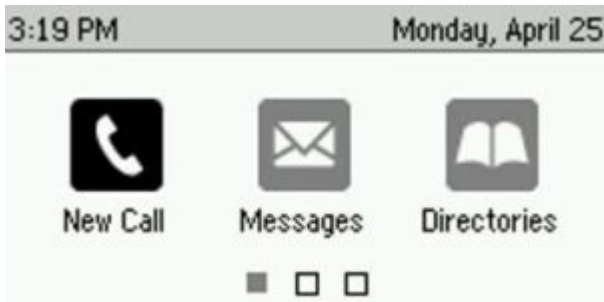 3:19 PM Monday, April 25
New Call Messages Directories